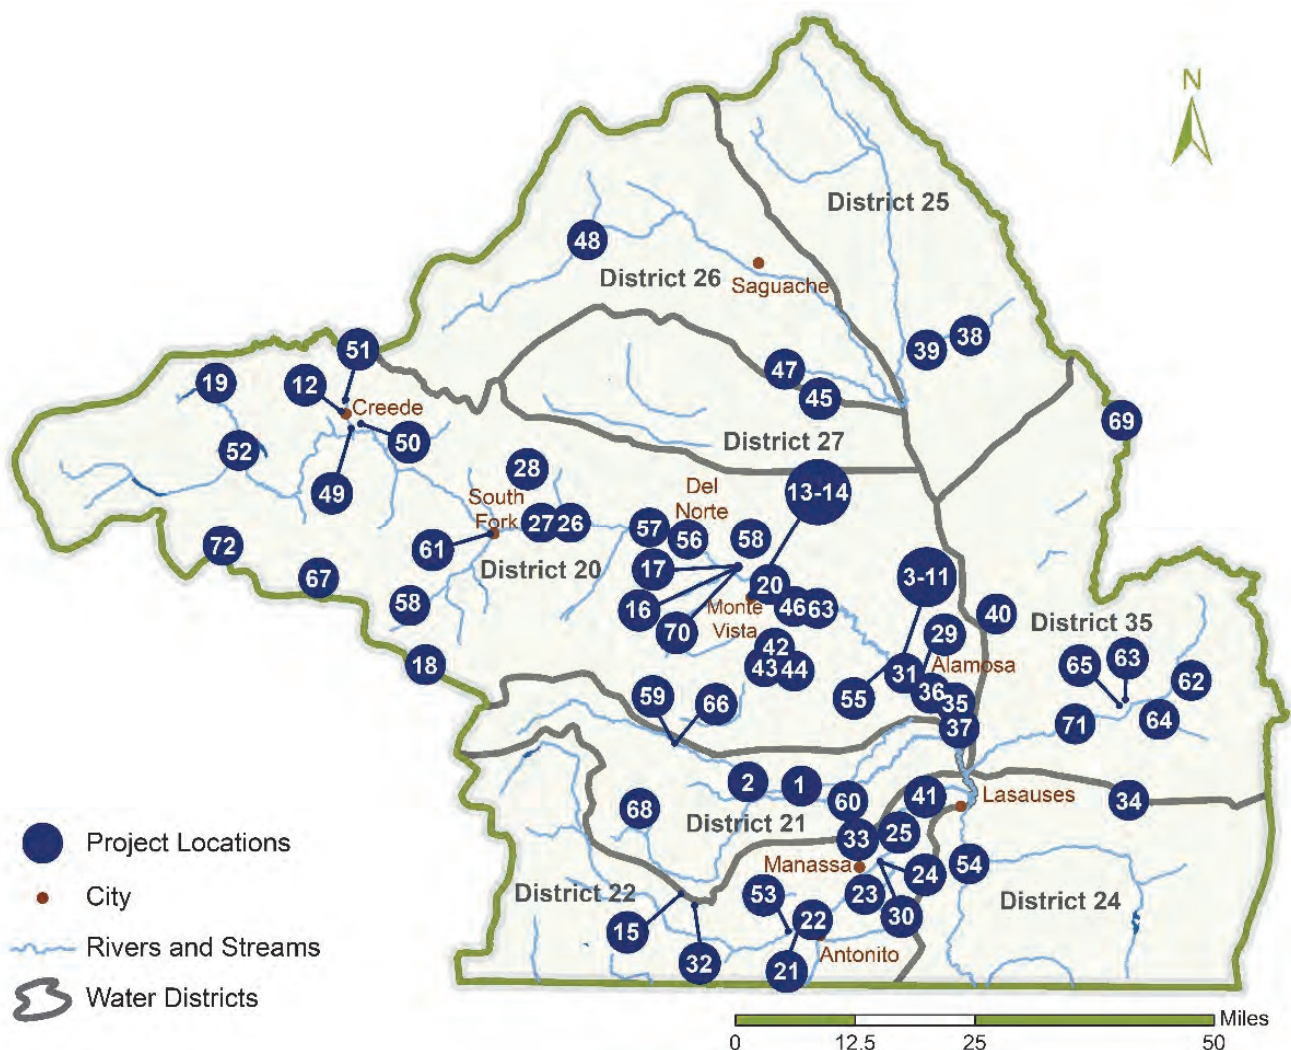 N
District 25
48
District 26
Saguache
51
39
38
19
12
47
Creede
45
69
50
District 27
52
28
Del
Norte
13-14
49
South
Fork
27
26
57
56
58
72
61
District 20
17
3-11
67
20
58
16
Monte
Vista
46
63
40
70
29
District 35
42
Alamosa
65
63
18
43
44
31
62
59
66
55
36
35
37
71
64
2
1
60
41
Lasauses
34
68
District 21
33
25
Project Locations
Manassa
24
54
District 22
53
23
District 24
City
15
22
30
Rivers and Streams
32
21
Antonito
Water Districts
Miles
0
12.5
25
50